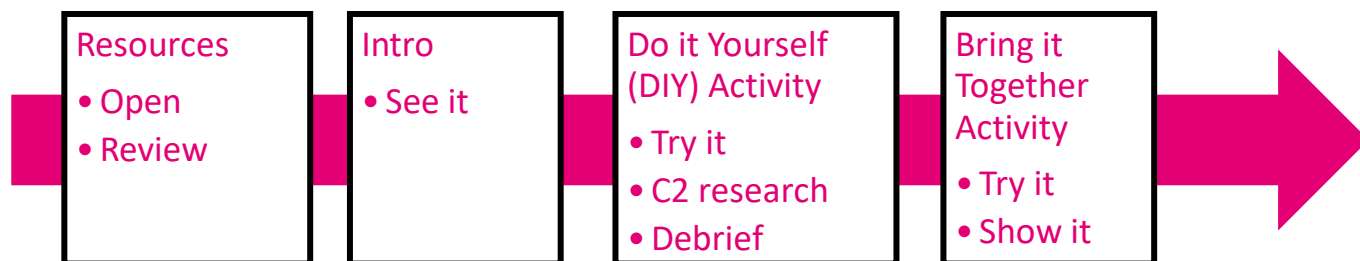 Resources
• Open
• Review
Intro
• See it
Do it Yourself
(DIY) Activity
• Try it
• C2 research
• Debrief
Bring it
Together
Activity
• Try it
• Show it